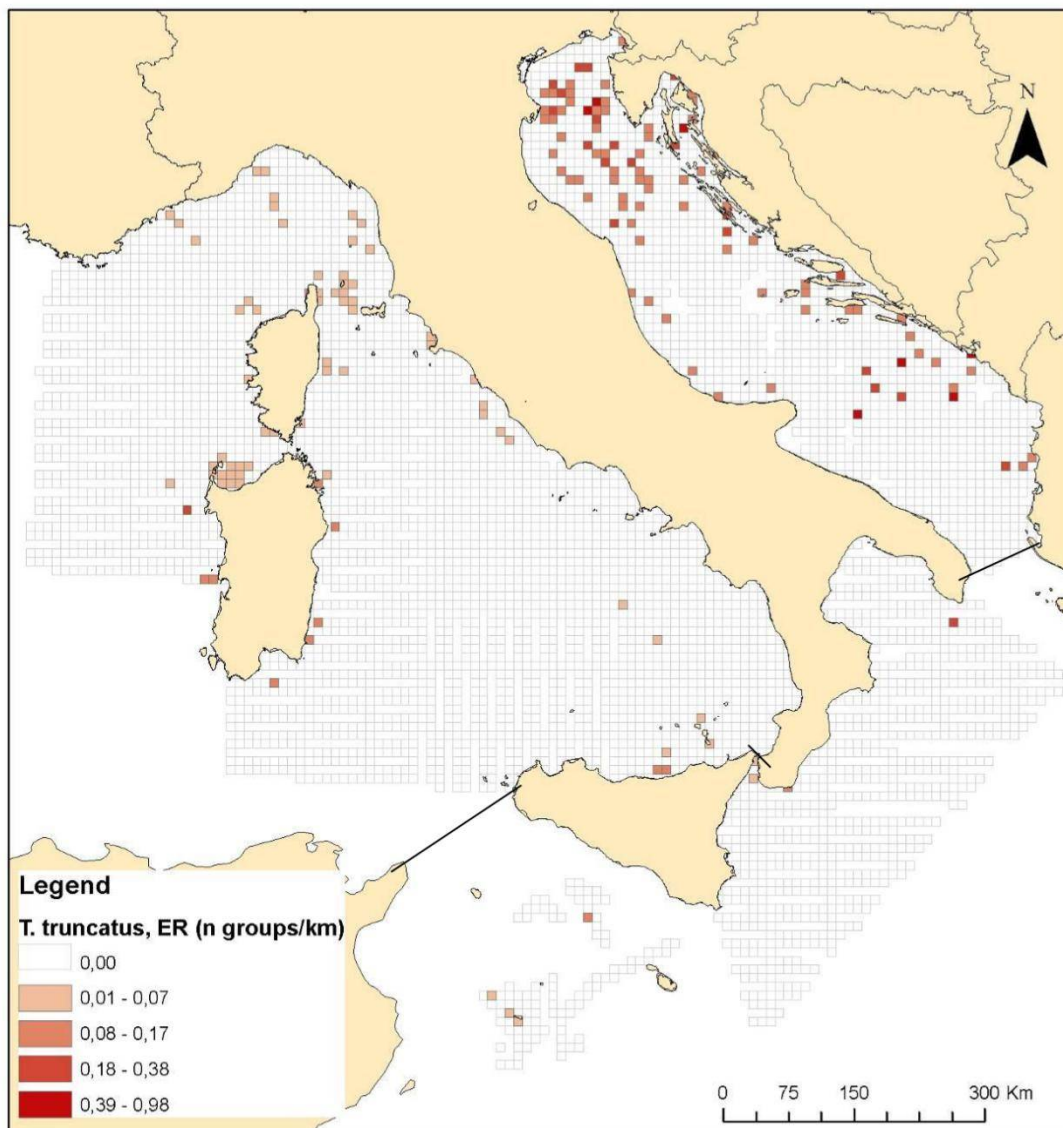 N
Legend
T. truncatus, ER (n groups/km)
0,00
0,01 - 0,07
0,08 - 0,17
0,18 - 0,38
0,39 - 0,98
0 75 150 300 Km